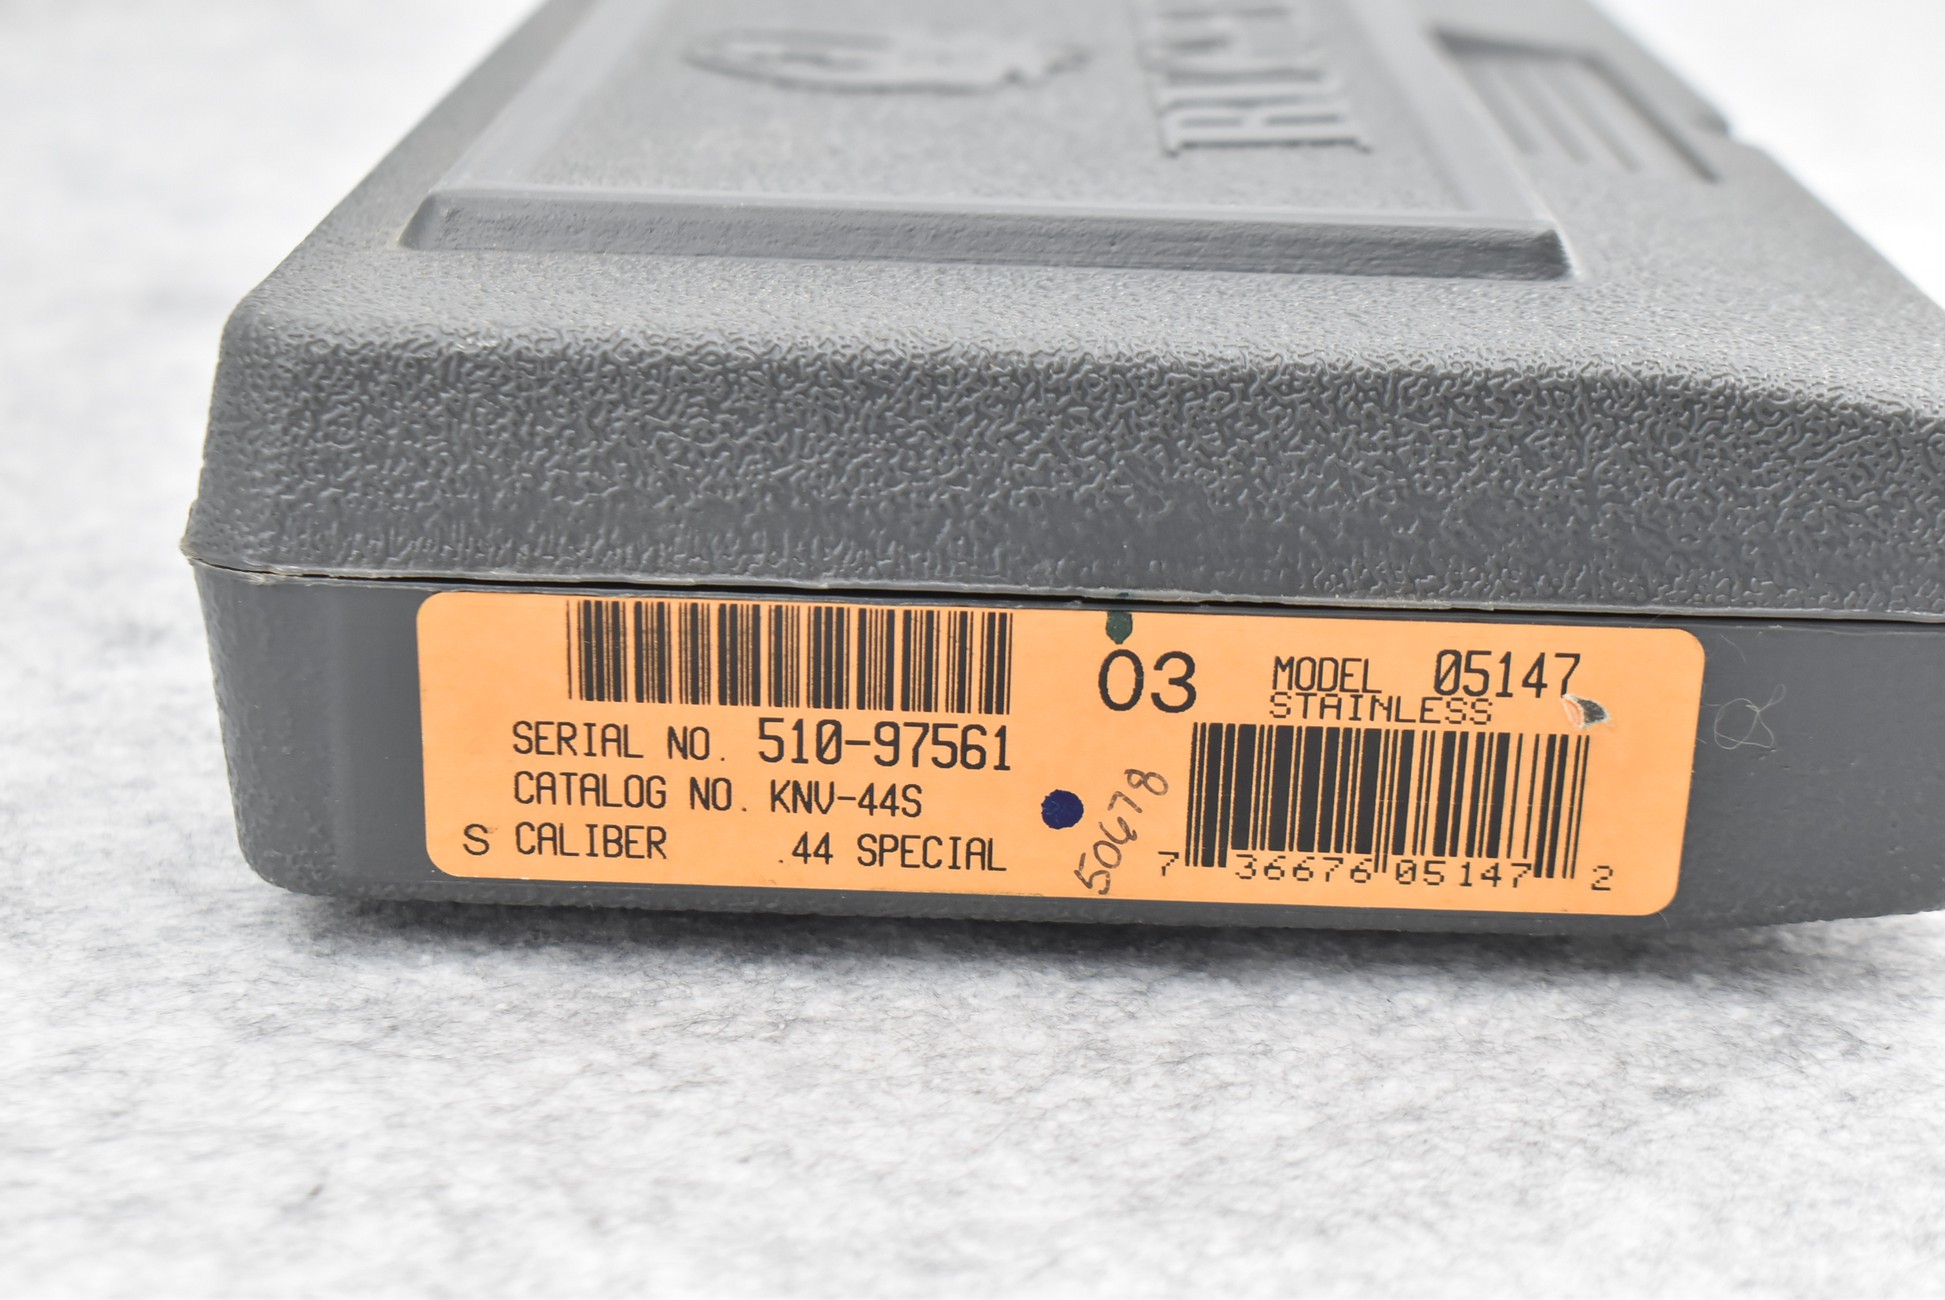 SERIAL NO. 510-97561
CATALOG NO. KNV-44S
S CALIBER .44 SPECIAL
03
50678
MODEL 05147
STAINLESS
7 36676 05147 2